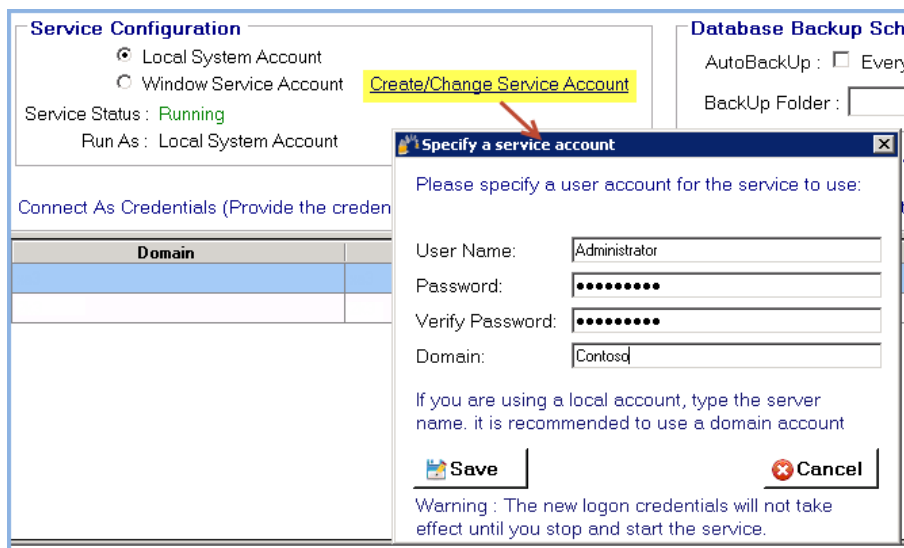 Service Configuration
Local System Account
Window Service Account
Create/Change Service Account
Service Status : Running
Run As : Local System Account
Database Backup Sch
AutoBackUp :
Every
BackUp Folder :
Connect As Credentials (Provide the creden
Domain
Specify a service account
Please specify a user account for the service to use:
User Name:
Administrator
Password:
●●●●●●●●●
Verify Password:
●●●●●●●●●
Domain:
Contoso
If you are using a local account, type the server
name. it is recommended to use a domain account
Save
Cancel
Warning : The new logon credentials will not take
effect until you stop and start the service.